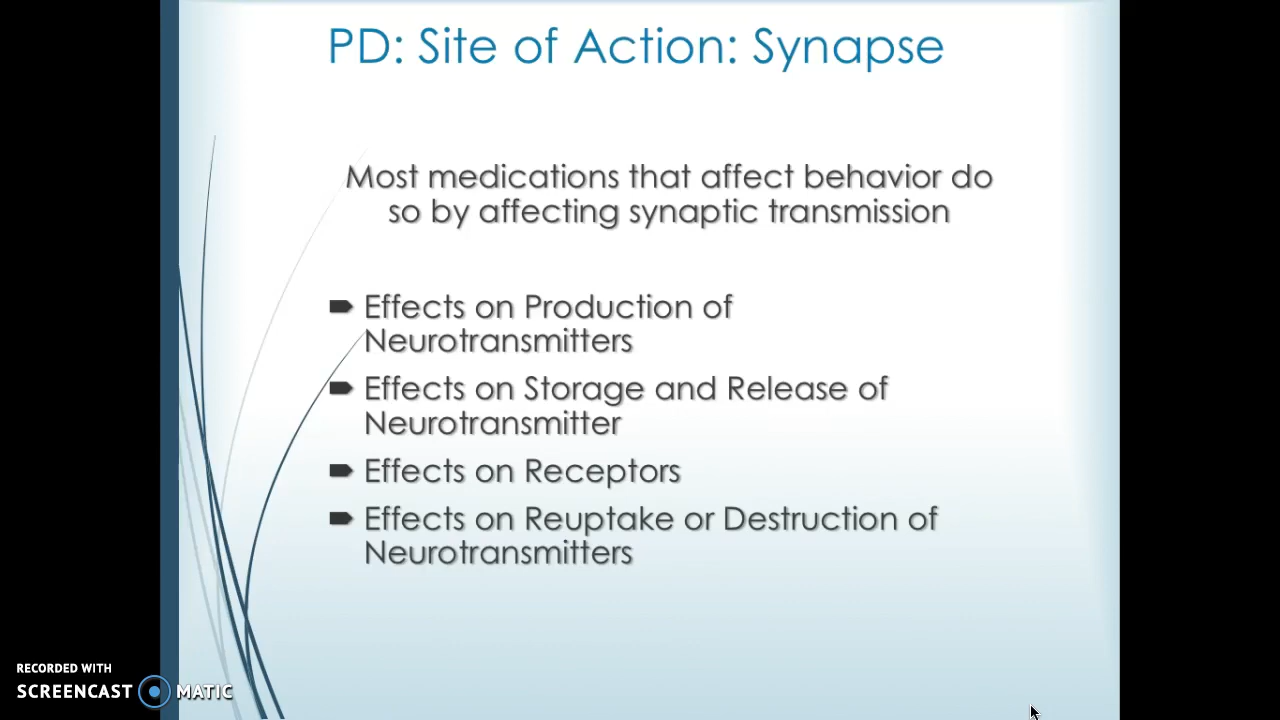 PD: Site of Action: Synapse
Most medications that affect behavior do
so by affecting synaptic transmission
Effects on Production of
Neurotransmitters
Effects on Storage and Release of
Neurotransmitter
Effects on Receptors
Effects on Reuptake or Destruction of
Neurotransmitters
RECORDED WITH
SCREENCAST MATIC